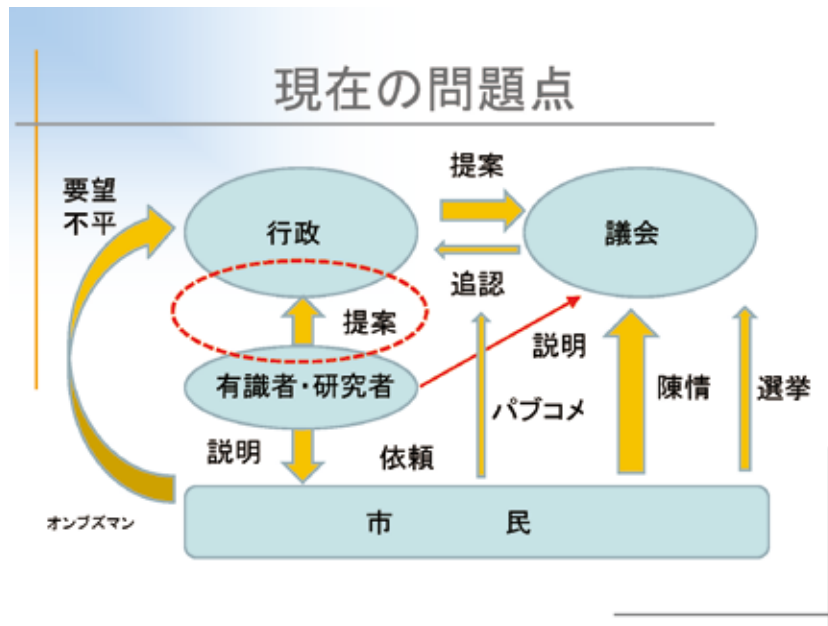 現在の問題点
要望
不平
行政
提案
議会
追認
提案
有識者・研究者
説明
パブコメ
陳情
選挙
説明
依頼
オンブズマン
市 民